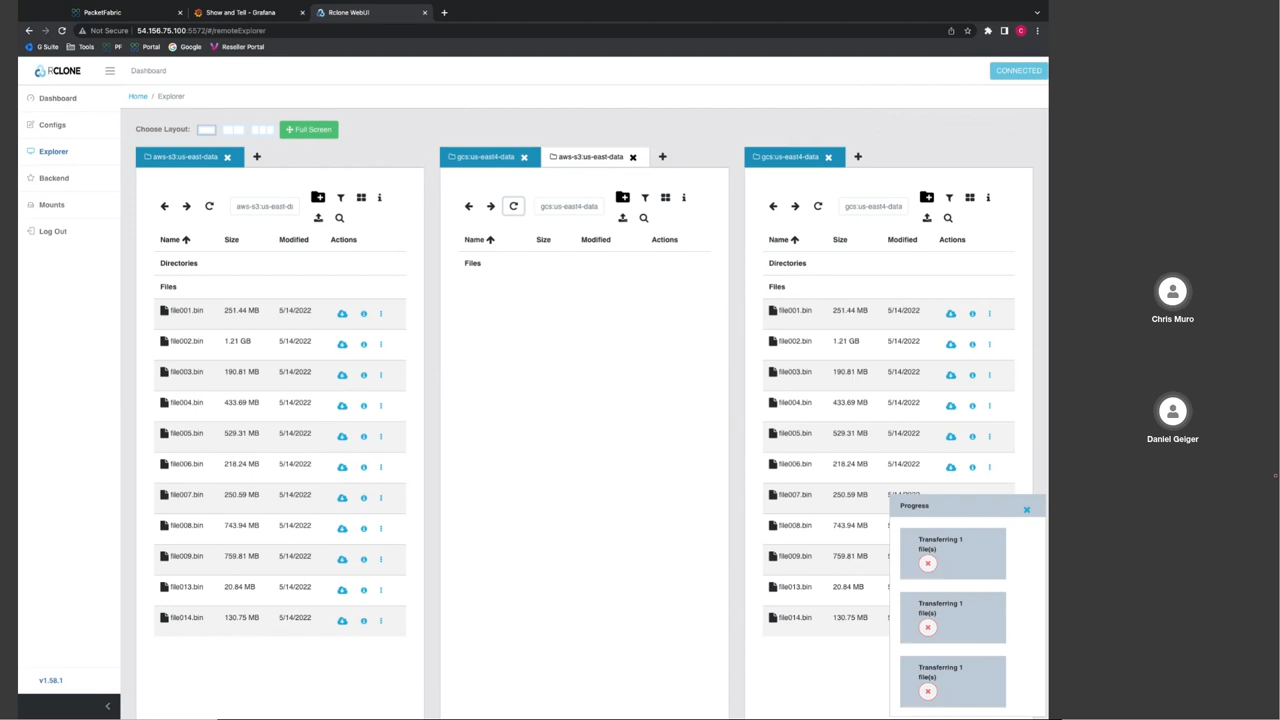 PacketFabric
Show and Tell - Grafana
Rclone WebUI
Not Secure 54.156.75.100:5572/#/remoteExplorer
C
G Suite Tools PF Portal Google Reseller Portal
RCLONE
Dashboard
CONNECTED
Dashboard
Configs
Explorer
Backend
Mounts
Log Out
v1.58.1
Home / Explorer
Choose Layout:
Full Screen
aws-s3:us-east-data
aws-s3:us-east-d
Name Size Modified Actions
Directories
Files
file001.bin 251.44 MB 5/14/2022
file002.bin 1.21 GB 5/14/2022
file003.bin 190.81 MB 5/14/2022
file004.bin 433.69 MB 5/14/2022
file005.bin 529.31 MB 5/14/2022
file006.bin 218.24 MB 5/14/2022
file007.bin 250.59 MB 5/14/2022
file008.bin 743.94 MB 5/14/2022
file009.bin 759.81 MB 5/14/2022
file013.bin 20.84 MB 5/14/2022
file014.bin 130.75 MB 5/14/2022
gcs:us-east4-data
aws-s3:us-east-data
gcs:us-east4-data
Name Size Modified Actions
Files
gcs:us-east4-data
gcs:us-east4-data
Name Size Modified Actions
Directories
Files
file001.bin 251.44 MB 5/14/2022
file002.bin 1.21 GB 5/14/2022
file003.bin 190.81 MB 5/14/2022
file004.bin 433.69 MB 5/14/2022
file005.bin 529.31 MB 5/14/2022
file006.bin 218.24 MB 5/14/2022
file007.bin 250.59 MB 5/14/2022
file008.bin 743.94 MB
file009.bin 759.81 MB
file013.bin 20.84 MB
file014.bin 130.75 MB
Progress
Transferring 1
file(s)
Transferring 1
file(s)
Transferring 1
file(s)
Chris Muro
Daniel Geiger